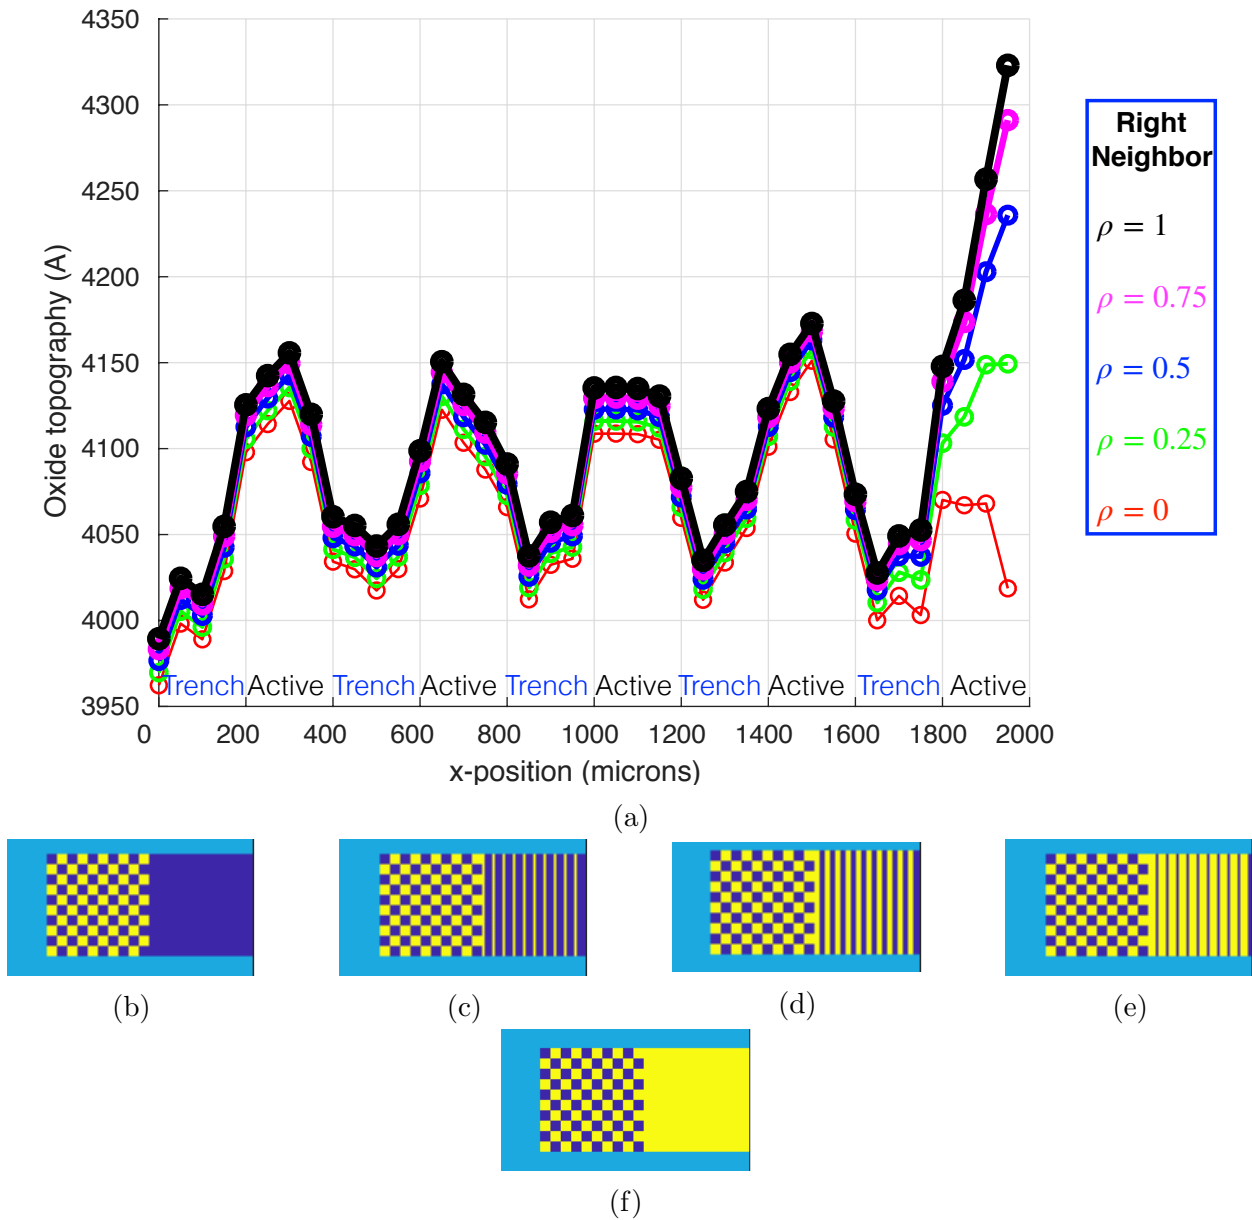 4350
4300
4250
4200
4150
4100
4050
4000
3950
Oxide topography (A)
Trench Active Trench Active Trench Active Trench Active Trench Active
0 200 400 600 800 1000 1200 1400 1600 1800 2000
x-position (microns)
Right
Neighbor
ρ = 1
ρ = 0.75
ρ = 0.5
ρ = 0.25
ρ = 0
(a)
(b) (c) (d) (e)
(f)